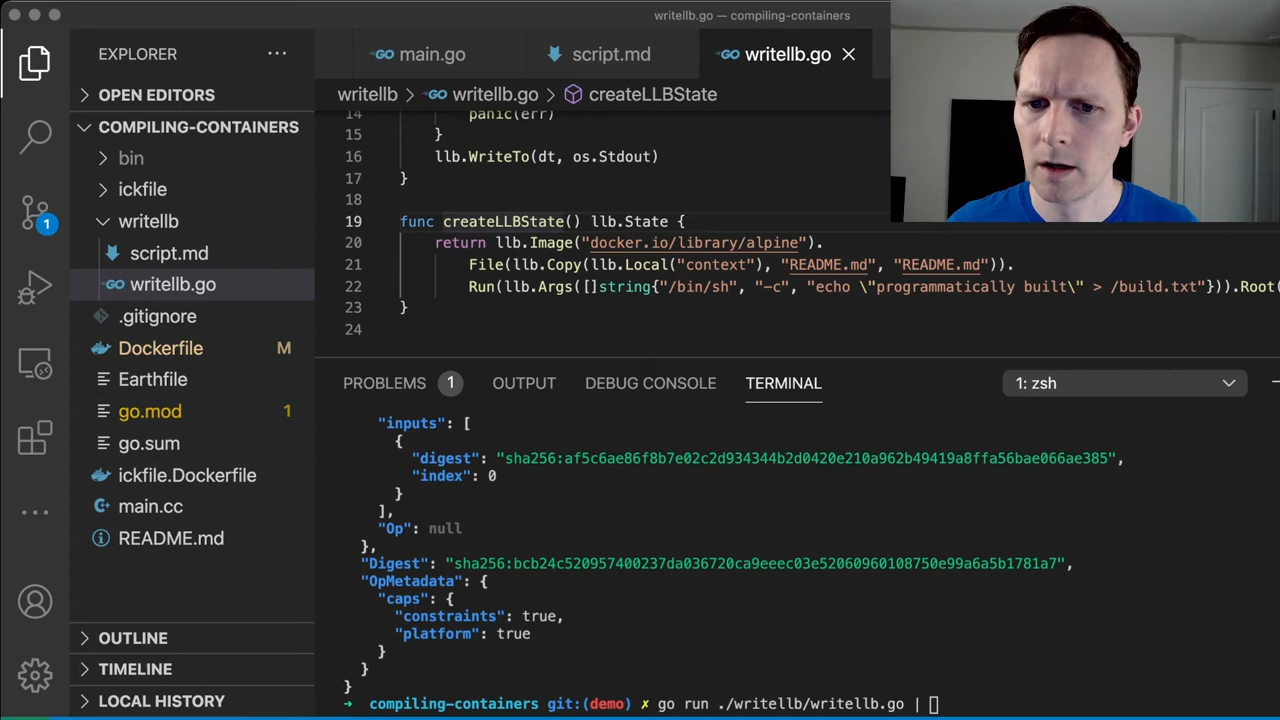 writellb.go — compiling-containers
EXPLORER
main.go
script.md
writellb.go
OPEN EDITORS
writellb > writellb.go > createLLBState
COMPILING-CONTAINERS
bin
ickfile
writellb
script.md
writellb.go
.gitignore
Dockerfile M
Earthfile
go.mod 1
go.sum
ickfile.Dockerfile
main.cc
README.md
OUTLINE
TIMELINE
LOCAL HISTORY
1
14 panic(err)
15 }
16 llb.WriteTo(dt, os.Stdout)
17 }
18
19 func createLLBState() llb.State {
20 return llb.Image("docker.io/library/alpine").
21 File(llb.Copy(llb.Local("context"), "README.md", "README.md")).
22 Run(llb.Args([]string{"/bin/sh", "-c", "echo \"programmatically built\" > /build.txt"})).Root(
23 }
24
PROBLEMS 1 OUTPUT DEBUG CONSOLE TERMINAL 1: zsh
"inputs": [
{
"digest": "sha256:af5c6ae86f8b7e02c2d934344b2d0420e210a962b49419a8ffa56bae066ae385",
"index": 0
}
],
"Op": null
},
"Digest": "sha256:bcb24c520957400237da036720ca9eeec03e52060960108750e99a6a5b1781a7",
"OpMetadata": {
"caps": {
"constraints": true,
"platform": true
}
}
}
➜ compiling-containers git:(demo) ✗ go run ./writellb/writellb.go |